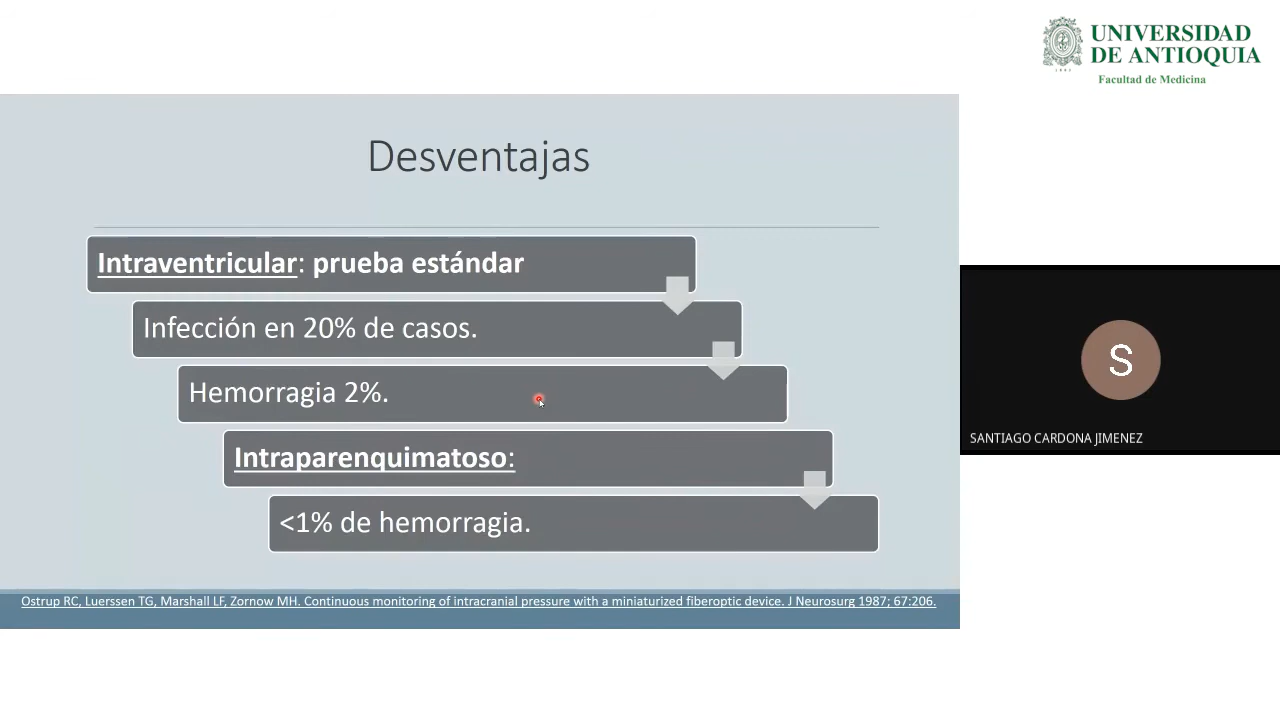 UNIVERSIDAD
DE ANTIOQUIA
1803
Facultad de Medicina
Desventajas
Intraventricular: prueba estándar
Infección en 20% de casos.
Hemorragia 2%.
Intraparenquimatoso:
<1% de hemorragia.
Ostrup RC, Luerssen TG, Marshall LF, Zornow MH. Continuous monitoring of intracranial pressure with a miniaturized fiberoptic device. J Neurosurg 1987; 67:206.
S
SANTIAGO CARDONA JIMENEZ